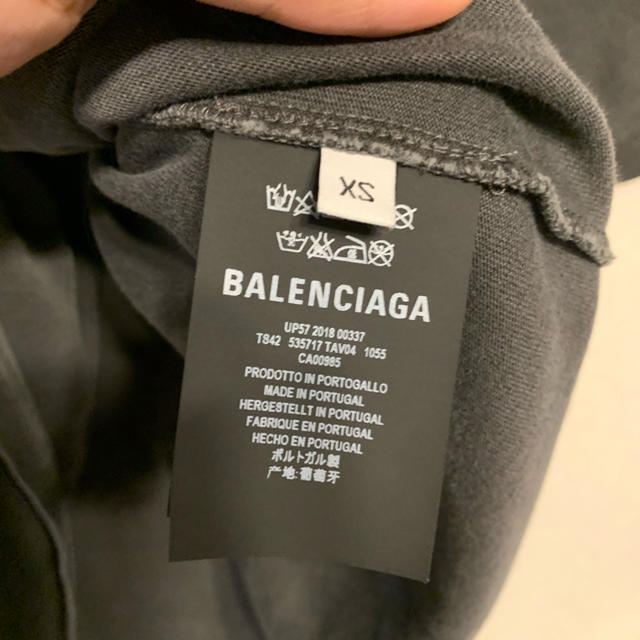 XS
BALENCIAGA
UP57 2018 00337
TS42 535717 TAV04 1055
CA00985
PRODOTTO IN PORTOGALLO
MADE IN PORTUGAL
HERGESTELLT IN PORTUGAL
FABRIQUE EN PORTUGAL
HECHO EN PORTUGAL
ポルトガル製
产地:葡萄牙